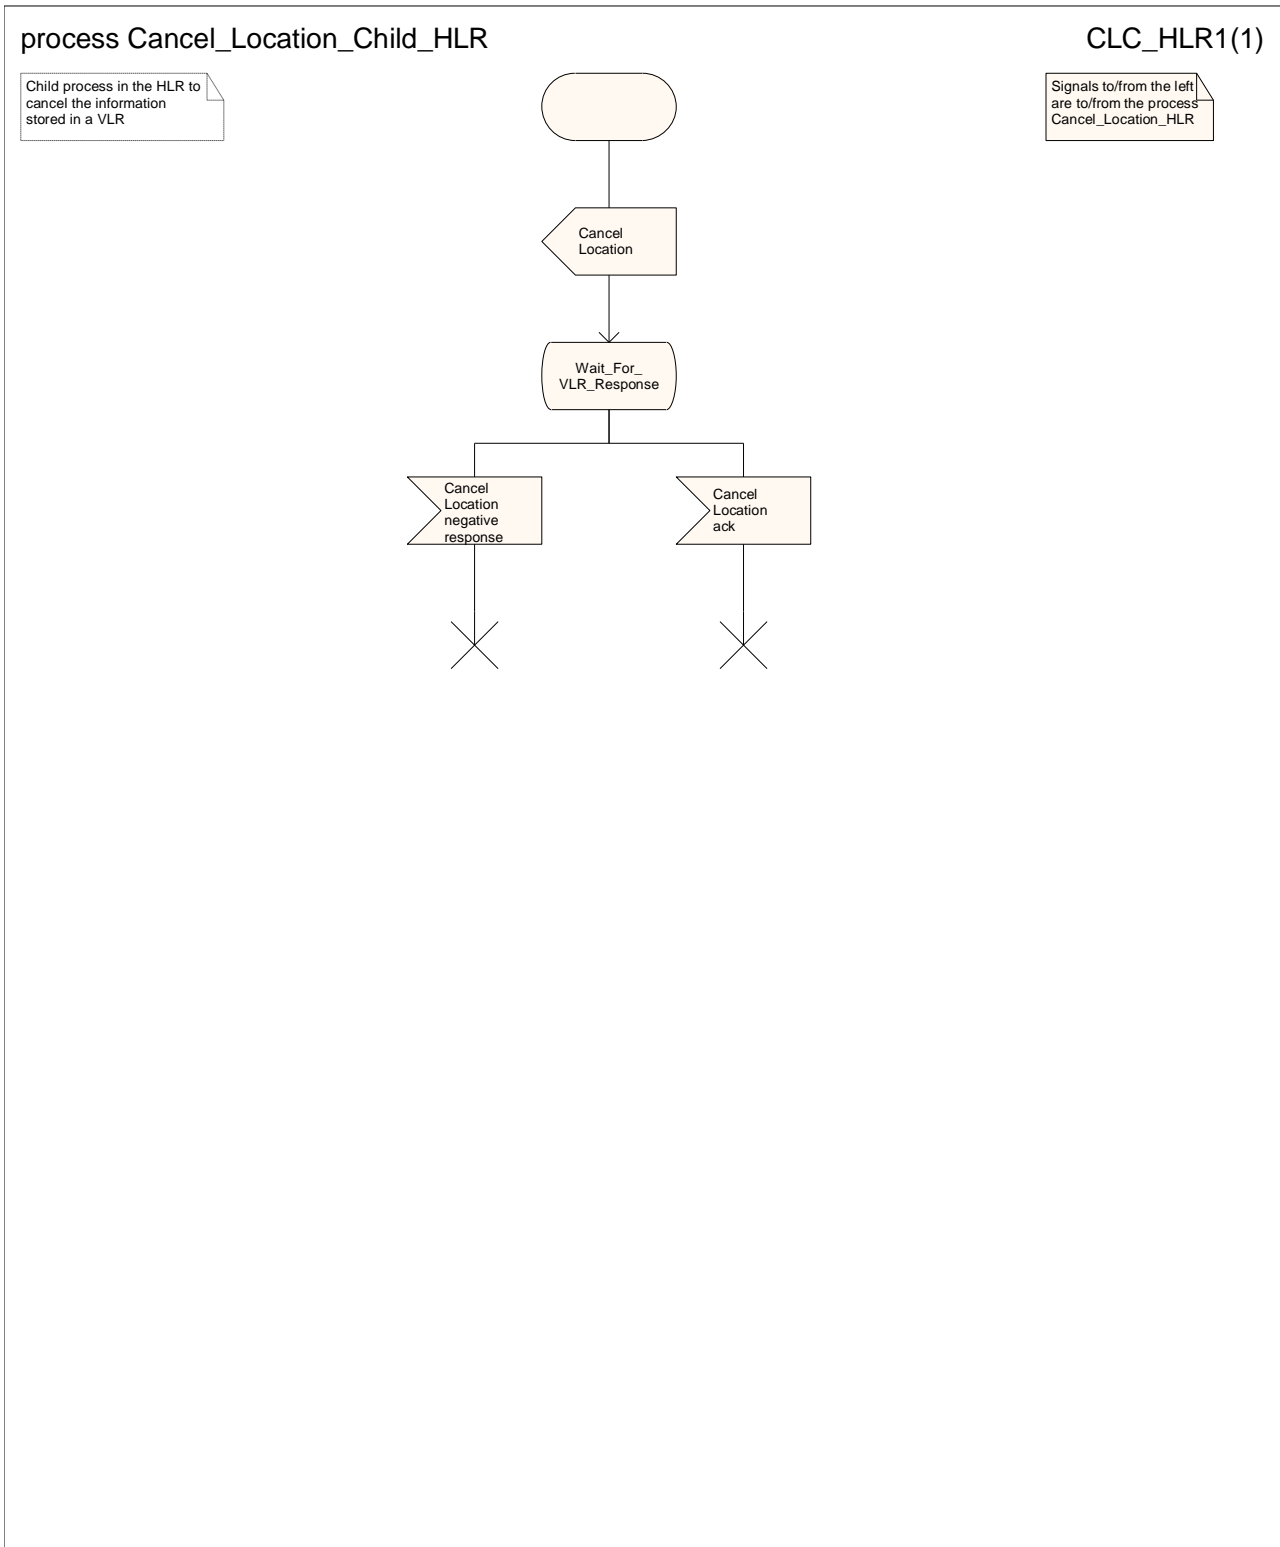 process Cancel_Location_Child_HLR
CLC_HLR1(1)
Child process in the HLR to
cancel the information
stored in a VLR
Signals to/from the left
are to/from the process
Cancel_Location_HLR
Cancel
Location
Wait_For_
VLR_Response
Cancel
Location
negative
response
Cancel
Location
ack